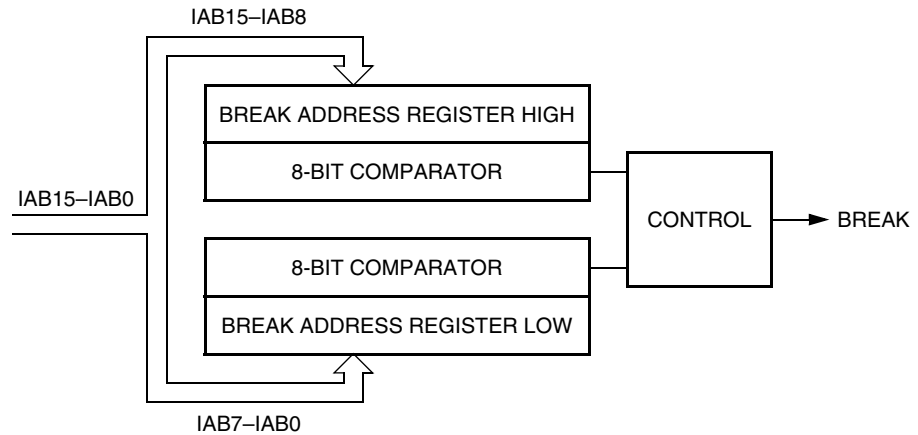 IAB15–IAB8
BREAK ADDRESS REGISTER HIGH
8-BIT COMPARATOR
IAB15–IAB0
CONTROL
BREAK
8-BIT COMPARATOR
BREAK ADDRESS REGISTER LOW
IAB7–IAB0